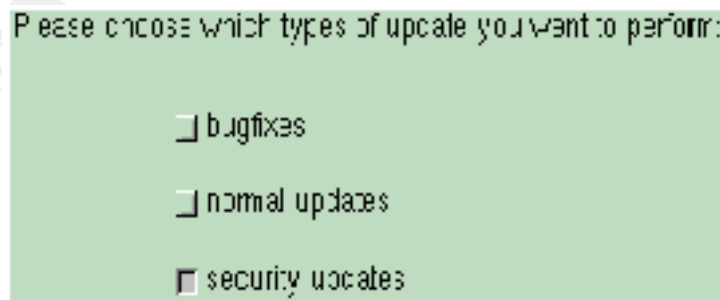 Please choose which types of update you want to perform:
bugfixes
normal updates
security updates